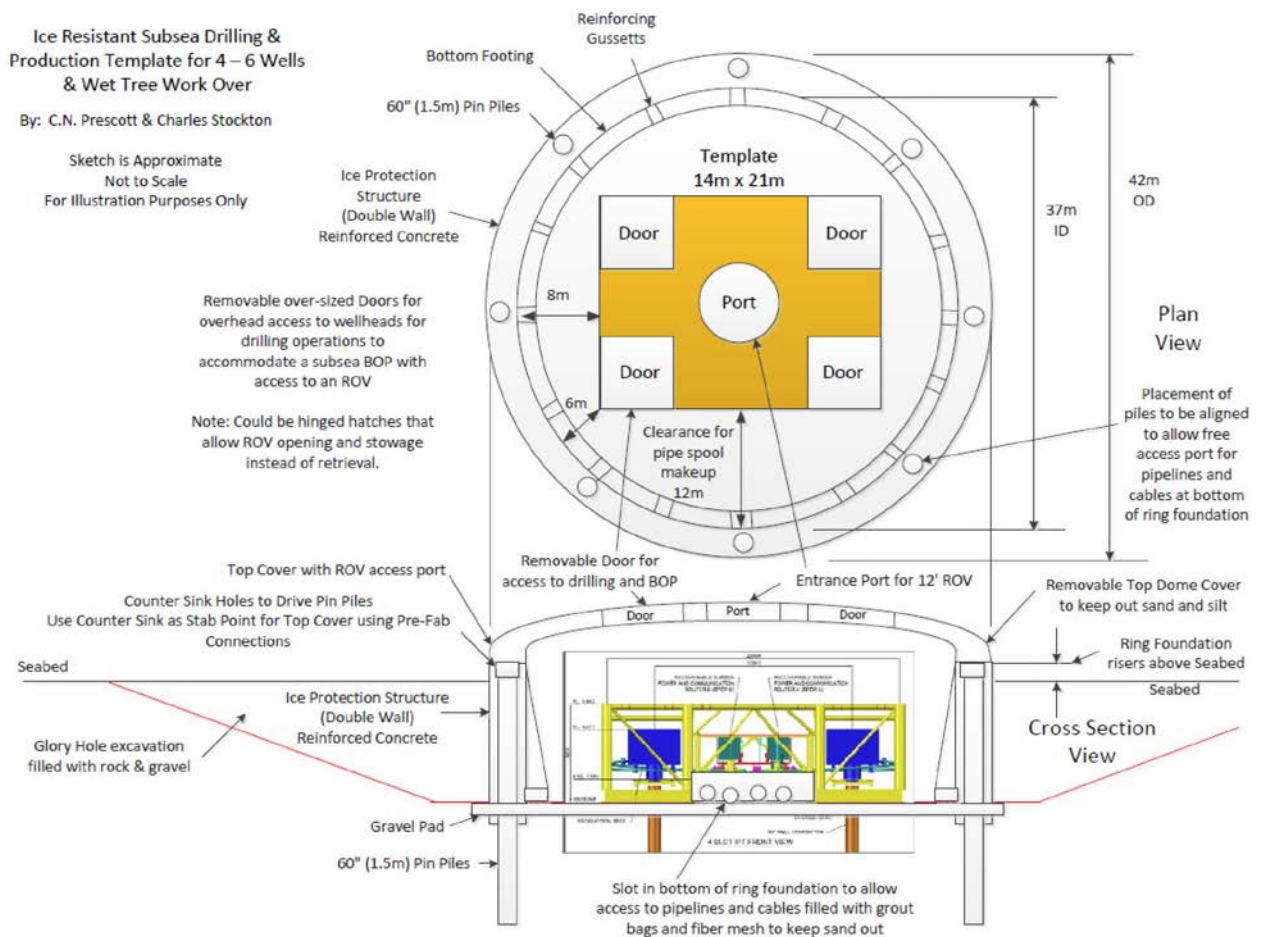 Ice Resistant Subsea Drilling &
Production Template for 4 – 6 Wells
& Wet Tree Work Over
By: C.N. Prescott & Charles Stockton
Sketch is Approximate
Not to Scale
For Illustration Purposes Only
Reinforcing
Gussetts
Bottom Footing
60" (1.5m) Pin Piles
Ice Protection
Structure
(Double Wall)
Reinforced Concrete
Template
14m x 21m
Door
Door
Port
Door
Door
8m
6m
Clearance for
pipe spool
makeup
12m
37m
ID
42m
OD
Plan
View
Removable over-sized Doors for
overhead access to wellheads for
drilling operations to
accommodate a subsea BOP with
access to an ROV
Note: Could be hinged hatches that
allow ROV opening and stowage
instead of retrieval.
Placement of
piles to be aligned
to allow free
access port for
pipelines and
cables at bottom
of ring foundation
Removable Door for
access to drilling and BOP
Entrance Port for 12' ROV
Top Cover with ROV access port
Counter Sink Holes to Drive Pin Piles
Use Counter Sink as Stab Point for Top Cover using Pre-Fab
Connections
Removable Top Dome Cover
to keep out sand and silt
Door
Port
Door
Ring Foundation
risers above Seabed
Seabed
Seabed
Ice Protection Structure
(Double Wall)
Reinforced Concrete
Cross Section
View
Glory Hole excavation
filled with rock & gravel
Gravel Pad
60" (1.5m) Pin Piles
4 SLOT FRONT VIEW
Slot in bottom of ring foundation to allow
access to pipelines and cables filled with grout
bags and fiber mesh to keep sand out